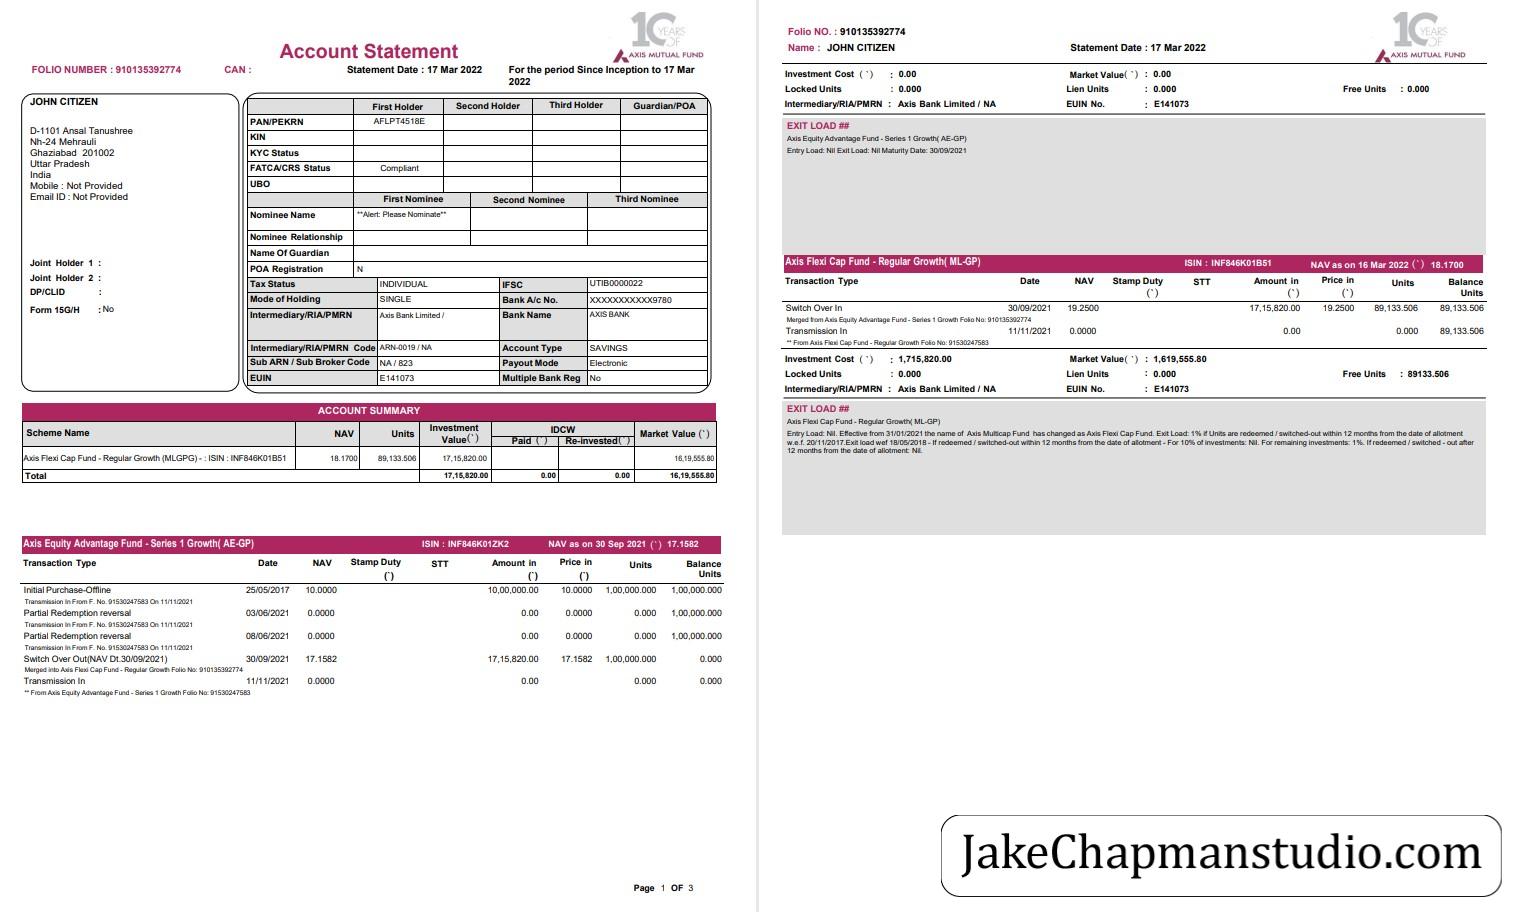 10 YEARS OF
AXIS MUTUAL FUND
Account Statement
FOLIO NUMBER : 910135392774 CAN : Statement Date : 17 Mar 2022 For the period Since Inception to 17 Mar
2022
JOHN CITIZEN
D-1101 Ansal Tanushree
Nh-24 Mehrauli
Ghaziabad 201002
Uttar Pradesh
India
Mobile : Not Provided
Email ID : Not Provided
Joint Holder 1 :
Joint Holder 2 :
DP/CLID :
Form 15G/H : No
First Holder Second Holder Third Holder Guardian/POA
PAN/PEKRN AFLPT4518E
KIN
KYC Status
FATCA/CRS Status Compliant
UBO
First Nominee Second Nominee Third Nominee
Nominee Name **Alert: Please Nominate**
Nominee Relationship
Name Of Guardian
POA Registration N
Tax Status INDIVIDUAL IFSC UTIB0000022
Mode of Holding SINGLE Bank A/c No. XXXXXXXXXXX9780
Intermediary/RIA/PMRN Axis Bank Limited / Bank Name AXIS BANK
Intermediary/RIA/PMRN Code ARN-0019 / NA Account Type SAVINGS
Sub ARN / Sub Broker Code NA / 823 Payout Mode Electronic
EUIN E141073 Multiple Bank Reg No
ACCOUNT SUMMARY
Scheme Name NAV Units Investment Value(`) IDCW Market Value (`)
Paid (`) Re-invested(`)
Axis Flexi Cap Fund - Regular Growth (MLGPG) - : ISIN : INF846K01B51 18.1700 89,133.506 17,15,820.00 16,19,555.80
Total 17,15,820.00 0.00 0.00 16,19,555.80
Axis Equity Advantage Fund - Series 1 Growth( AE-GP) ISIN : INF846K01ZK2 NAV as on 30 Sep 2021 (`) 17.1582
Transaction Type Date NAV Stamp Duty (`) STT Amount in (`) Price in (`) Units Balance Units
Initial Purchase-Offline 25/05/2017 10.0000 10,00,000.00 10.0000 1,00,000.000 1,00,000.000
Transmission In From F. No. 91530247583 On 11/11/2021
Partial Redemption reversal 03/06/2021 0.0000 0.00 0.0000 0.000 1,00,000.000
Transmission In From F. No. 91530247583 On 11/11/2021
Partial Redemption reversal 08/06/2021 0.0000 0.00 0.0000 0.000 1,00,000.000
Transmission In From F. No. 91530247583 On 11/11/2021
Switch Over Out(NAV Dt.30/09/2021) 30/09/2021 17.1582 17,15,820.00 17.1582 1,00,000.000 0.000
Merged into Axis Flexi Cap Fund - Regular Growth Folio No: 910135392774
Transmission In 11/11/2021 0.0000 0.00 0.000 0.000
** From Axis Equity Advantage Fund - Series 1 Growth Folio No: 91530247583
Page 1 OF 3
Folio NO. : 910135392774
Name : JOHN CITIZEN Statement Date : 17 Mar 2022
10 YEARS OF
AXIS MUTUAL FUND
Investment Cost (`) : 0.00 Market Value(`) : 0.00
Locked Units : 0.000 Lien Units : 0.000 Free Units : 0.000
Intermediary/RIA/PMRN : Axis Bank Limited / NA EUIN No. : E141073
EXIT LOAD ##
Axis Equity Advantage Fund - Series 1 Growth( AE-GP)
Entry Load: Nil Exit Load: Nil Maturity Date: 30/09/2021
Axis Flexi Cap Fund - Regular Growth( ML-GP) ISIN : INF846K01B51 NAV as on 16 Mar 2022 (`) 18.1700
Transaction Type Date NAV Stamp Duty (`) STT Amount in (`) Price in (`) Units Balance Units
Switch Over In 30/09/2021 19.2500 17,15,820.00 19.2500 89,133.506 89,133.506
Merged from Axis Equity Advantage Fund - Series 1 Growth Folio No: 910135392774
Transmission In 11/11/2021 0.0000 0.00 0.000 89,133.506
** From Axis Flexi Cap Fund - Regular Growth Folio No: 91530247583
Investment Cost (`) : 1,715,820.00 Market Value(`) : 1,619,555.80
Locked Units : 0.000 Lien Units : 0.000 Free Units : 89133.506
Intermediary/RIA/PMRN : Axis Bank Limited / NA EUIN No. : E141073
EXIT LOAD ##
Axis Flexi Cap Fund - Regular Growth( ML-GP)
Entry Load: Nil. Effective from 31/01/2021 the name of Axis Multicap Fund has changed as Axis Flexi Cap Fund. Exit Load: 1% if Units are redeemed / switched-out within 12 months from the date of allotment
w.e.f. 20/11/2017.Exit load wef 18/05/2018 - If redeemed / switched-out within 12 months from the date of allotment - For 10% of investments: Nil. For remaining investments: 1%. If redeemed / switched - out after
12 months from the date of allotment: Nil.
JakeChapmanstudio.com